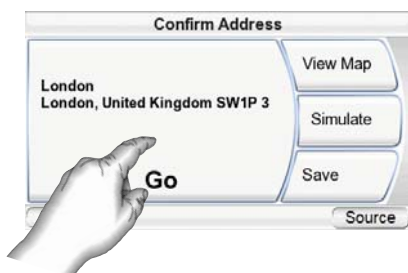 Confirm Address
London
London, United Kingdom SW1P 3
Go
View Map
Simulate
Save
Source